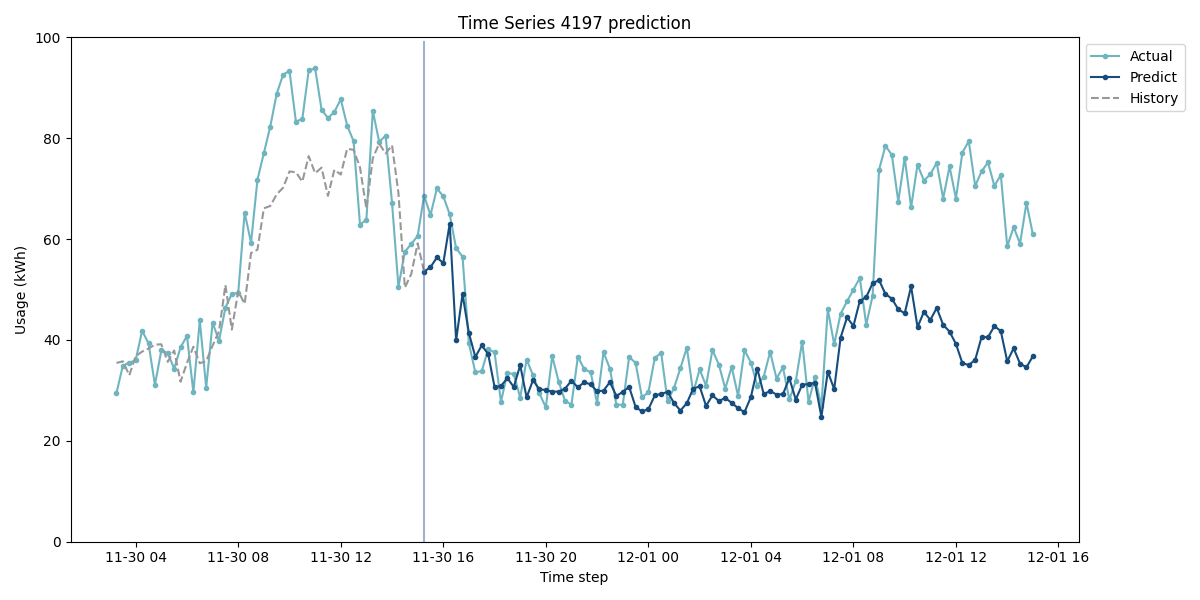 Time Series 4197 prediction
100
80
60
40
20
0
Usage (kWh)
11-30 04
11-30 08
11-30 12
11-30 16
11-30 20
12-01 00
12-01 04
12-01 08
12-01 12
12-01 16
Time step
Actual
Predict
History